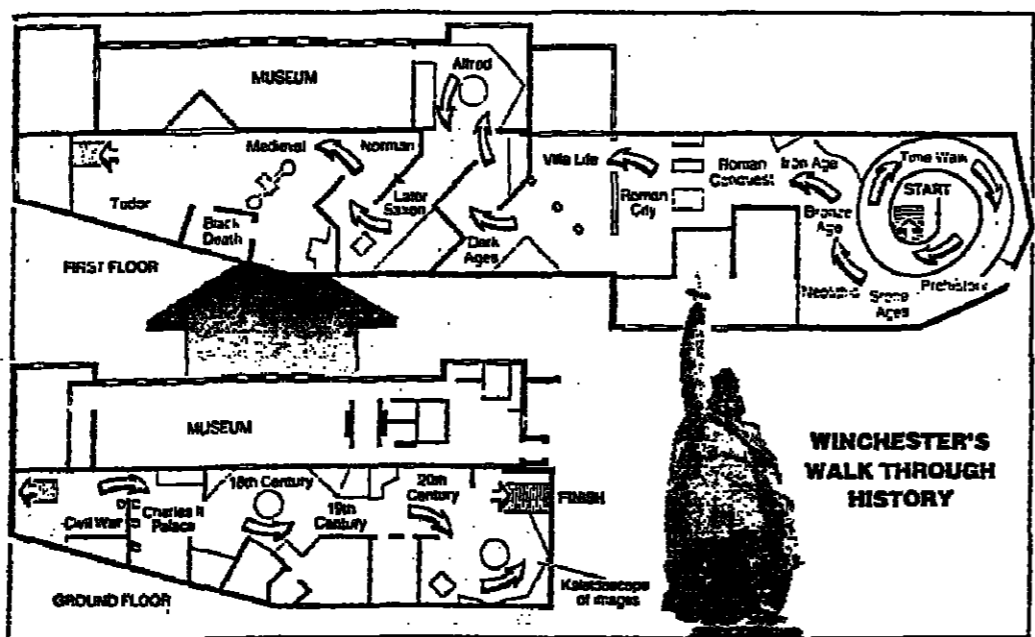 MUSEUM
Alfred
Medieval
Norman
Villa Life
Roman
Conquest
Iron Age
Time Walk
START
Tudor
Black
Death
Later
Saxon
Dark
Ages
Roman
City
Bronze
Age
Neolithic
Stone
Ages
Prehistory
FIRST FLOOR
MUSEUM
WINCHESTER'S
WALK THROUGH
HISTORY
Civil War
Charles II
Palace
18th Century
19th
Century
20th
Century
FINISH
Kaleidoscope
of images
GROUND FLOOR